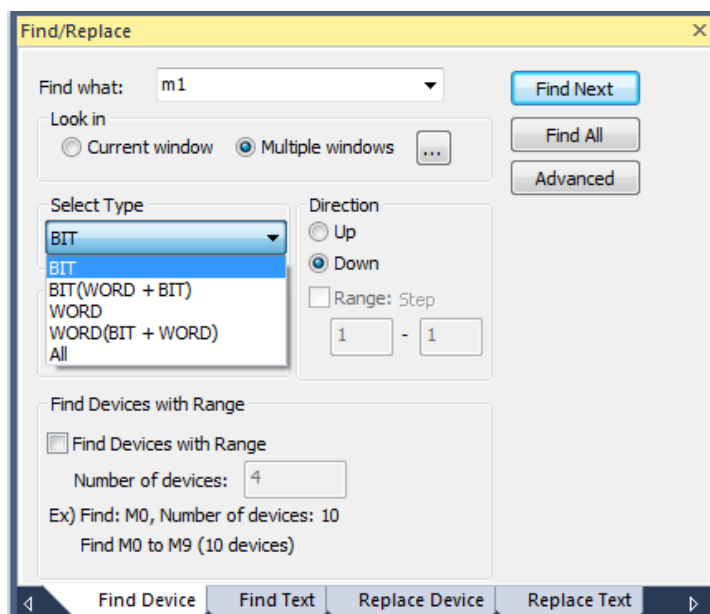 Find/Replace
Find what: m1
Find Next
Look in
Current window Multiple windows ...
Find All
Advanced
Select Type
BIT
BIT
BIT(WORD + BIT)
WORD
WORD(BIT + WORD)
All
Direction
Up
Down
Range: Step
1 - 1
Find Devices with Range
Find Devices with Range
Number of devices: 4
Ex) Find: M0, Number of devices: 10
Find M0 to M9 (10 devices)
Find Device Find Text Replace Device Replace Text